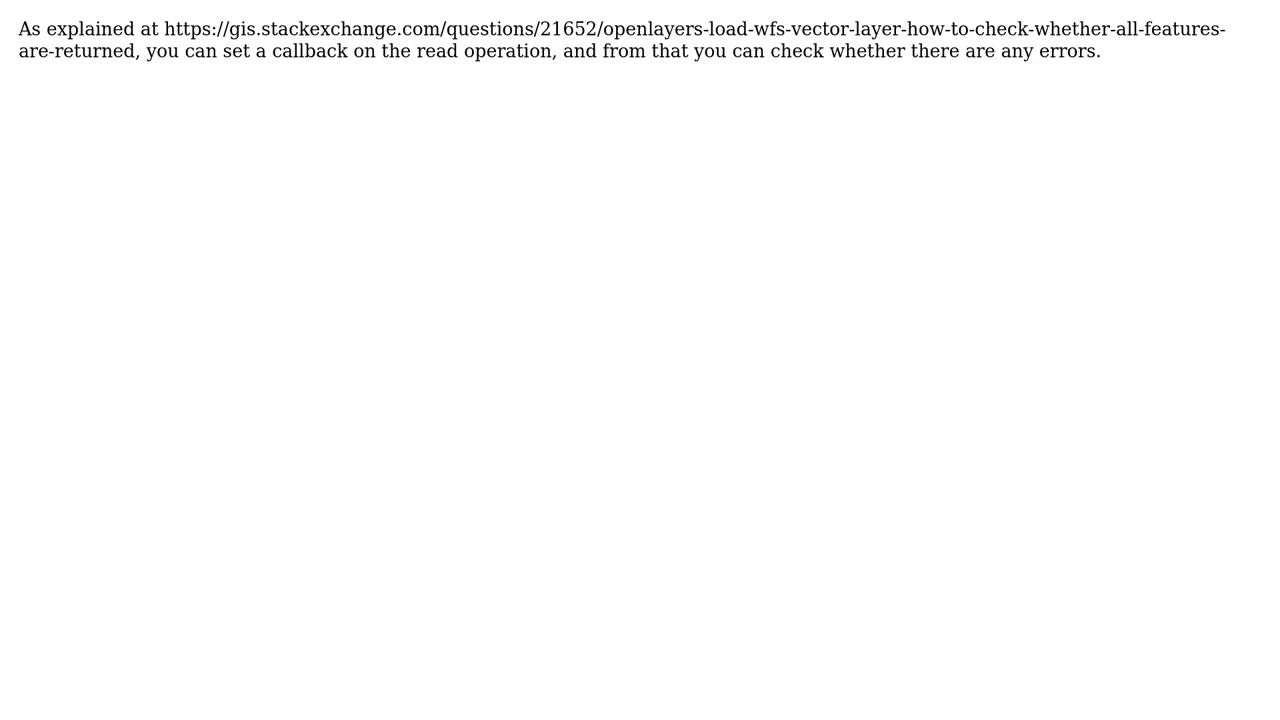 As explained at https://gis.stackexchange.com/questions/21652/openlayers-load-wfs-vector-layer-how-to-check-whether-all-features-
are-returned, you can set a callback on the read operation, and from that you can check whether there are any errors.